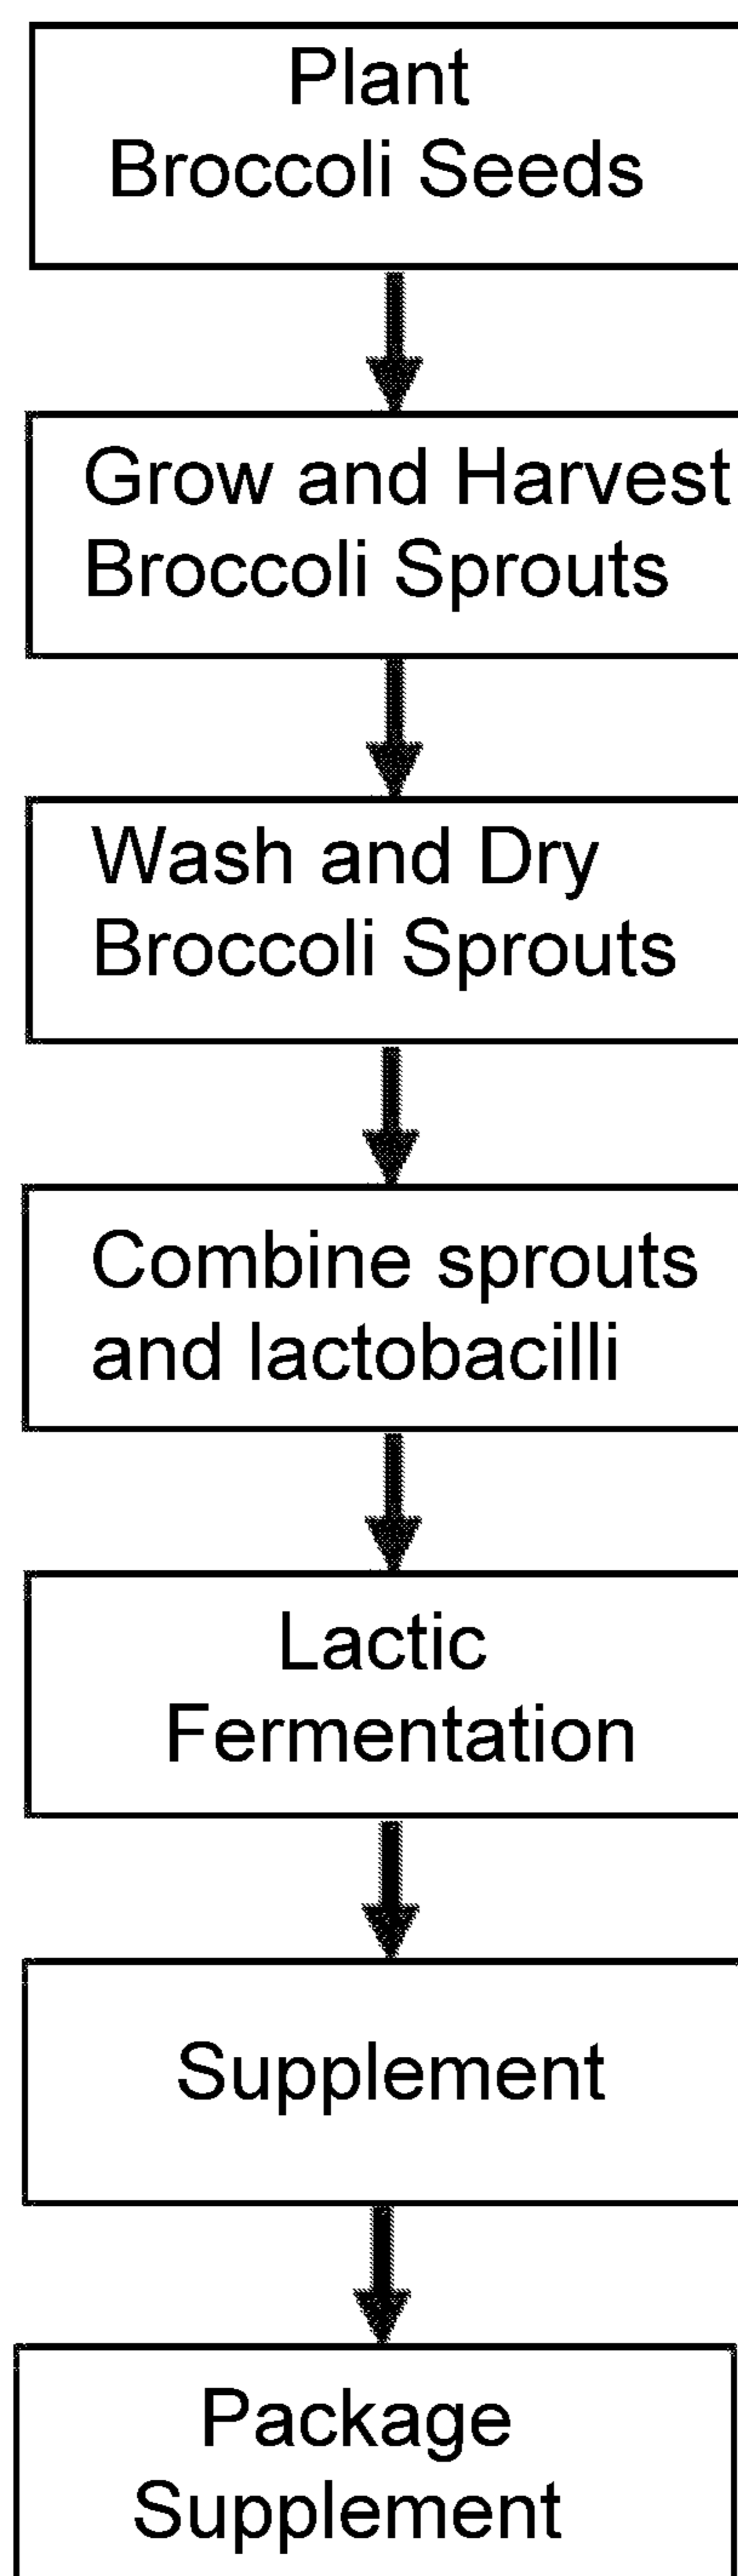 Plant
Broccoli Seeds
Grow and Harvest
Broccoli Sprouts
Wash and Dry
Broccoli Sprouts
Combine sprouts
and lactobacilli
Lactic
Fermentation
Supplement
Package
Supplement